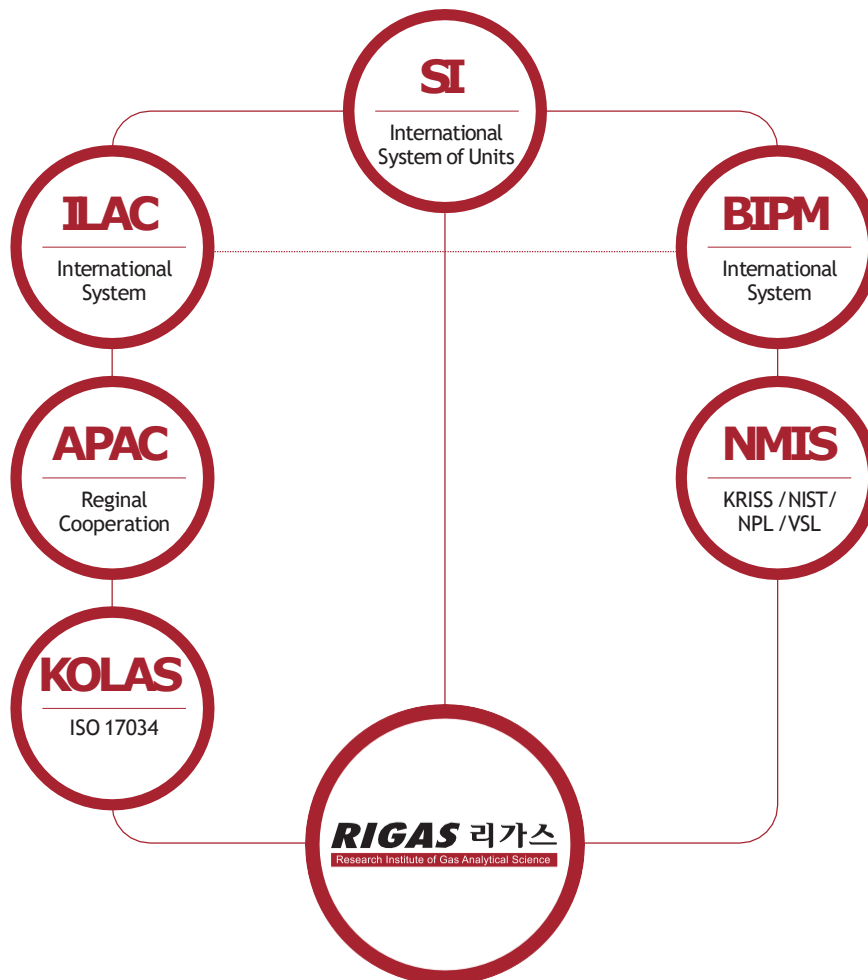 SI
International
System of Units
ILAC
International
System
BIPM
International
System
APAC
Reginal
Cooperation
NMIS
KRISS / NIST /
NPL / VSL
KOLAS
ISO 17034
RIGAS 리가스
Research Institute of Gas Analytical Science